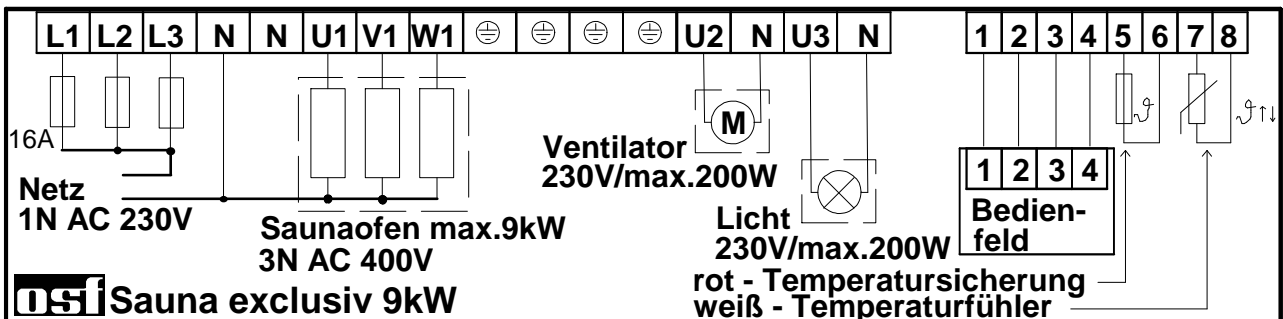 L1 L2 L3 N N U1 V1 W1 U2 N U3 N 1 2 3 4 5 6 7 8
16A
M
ϑ
ϑ↑↓
Netz
1N AC 230V
Saunaofen max.9kW
3N AC 400V
Ventilator
230V/max.200W
Licht
230V/max.200W
1 2 3 4
Bedien-
feld
rot - Temperatursicherung
weiß - Temperaturfühler
osf Sauna exclusiv 9kW